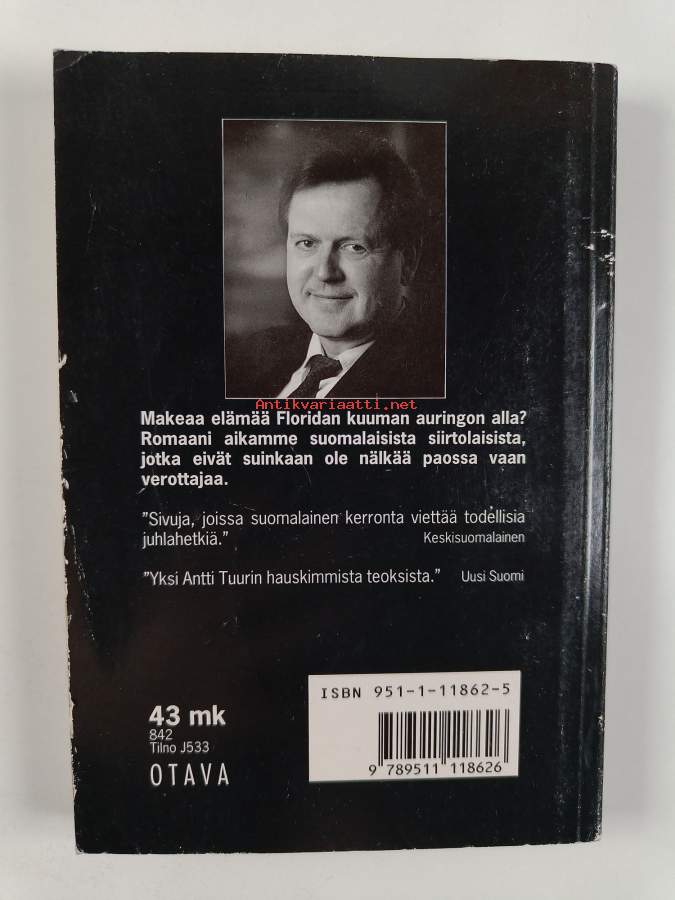 Antikvariaatti.net
Makeaa elämää Floridan kuuman auringon alla?
Romaani aikamme suomalaisista siirtolaisista,
jotka eivät suinkaan ole nälkää paossa vaan
verottajaa.
"Sivuja, joissa suomalainen kerronta viettää todellisia
juhlahetkiä." Keskisuomalainen
"Yksi Antti Tuurin hauskimmista teoksista." Uusi Suomi
ISBN 951-1-11862-5
43 mk
842
Tilno J533
OTAVA
9 789511 118626